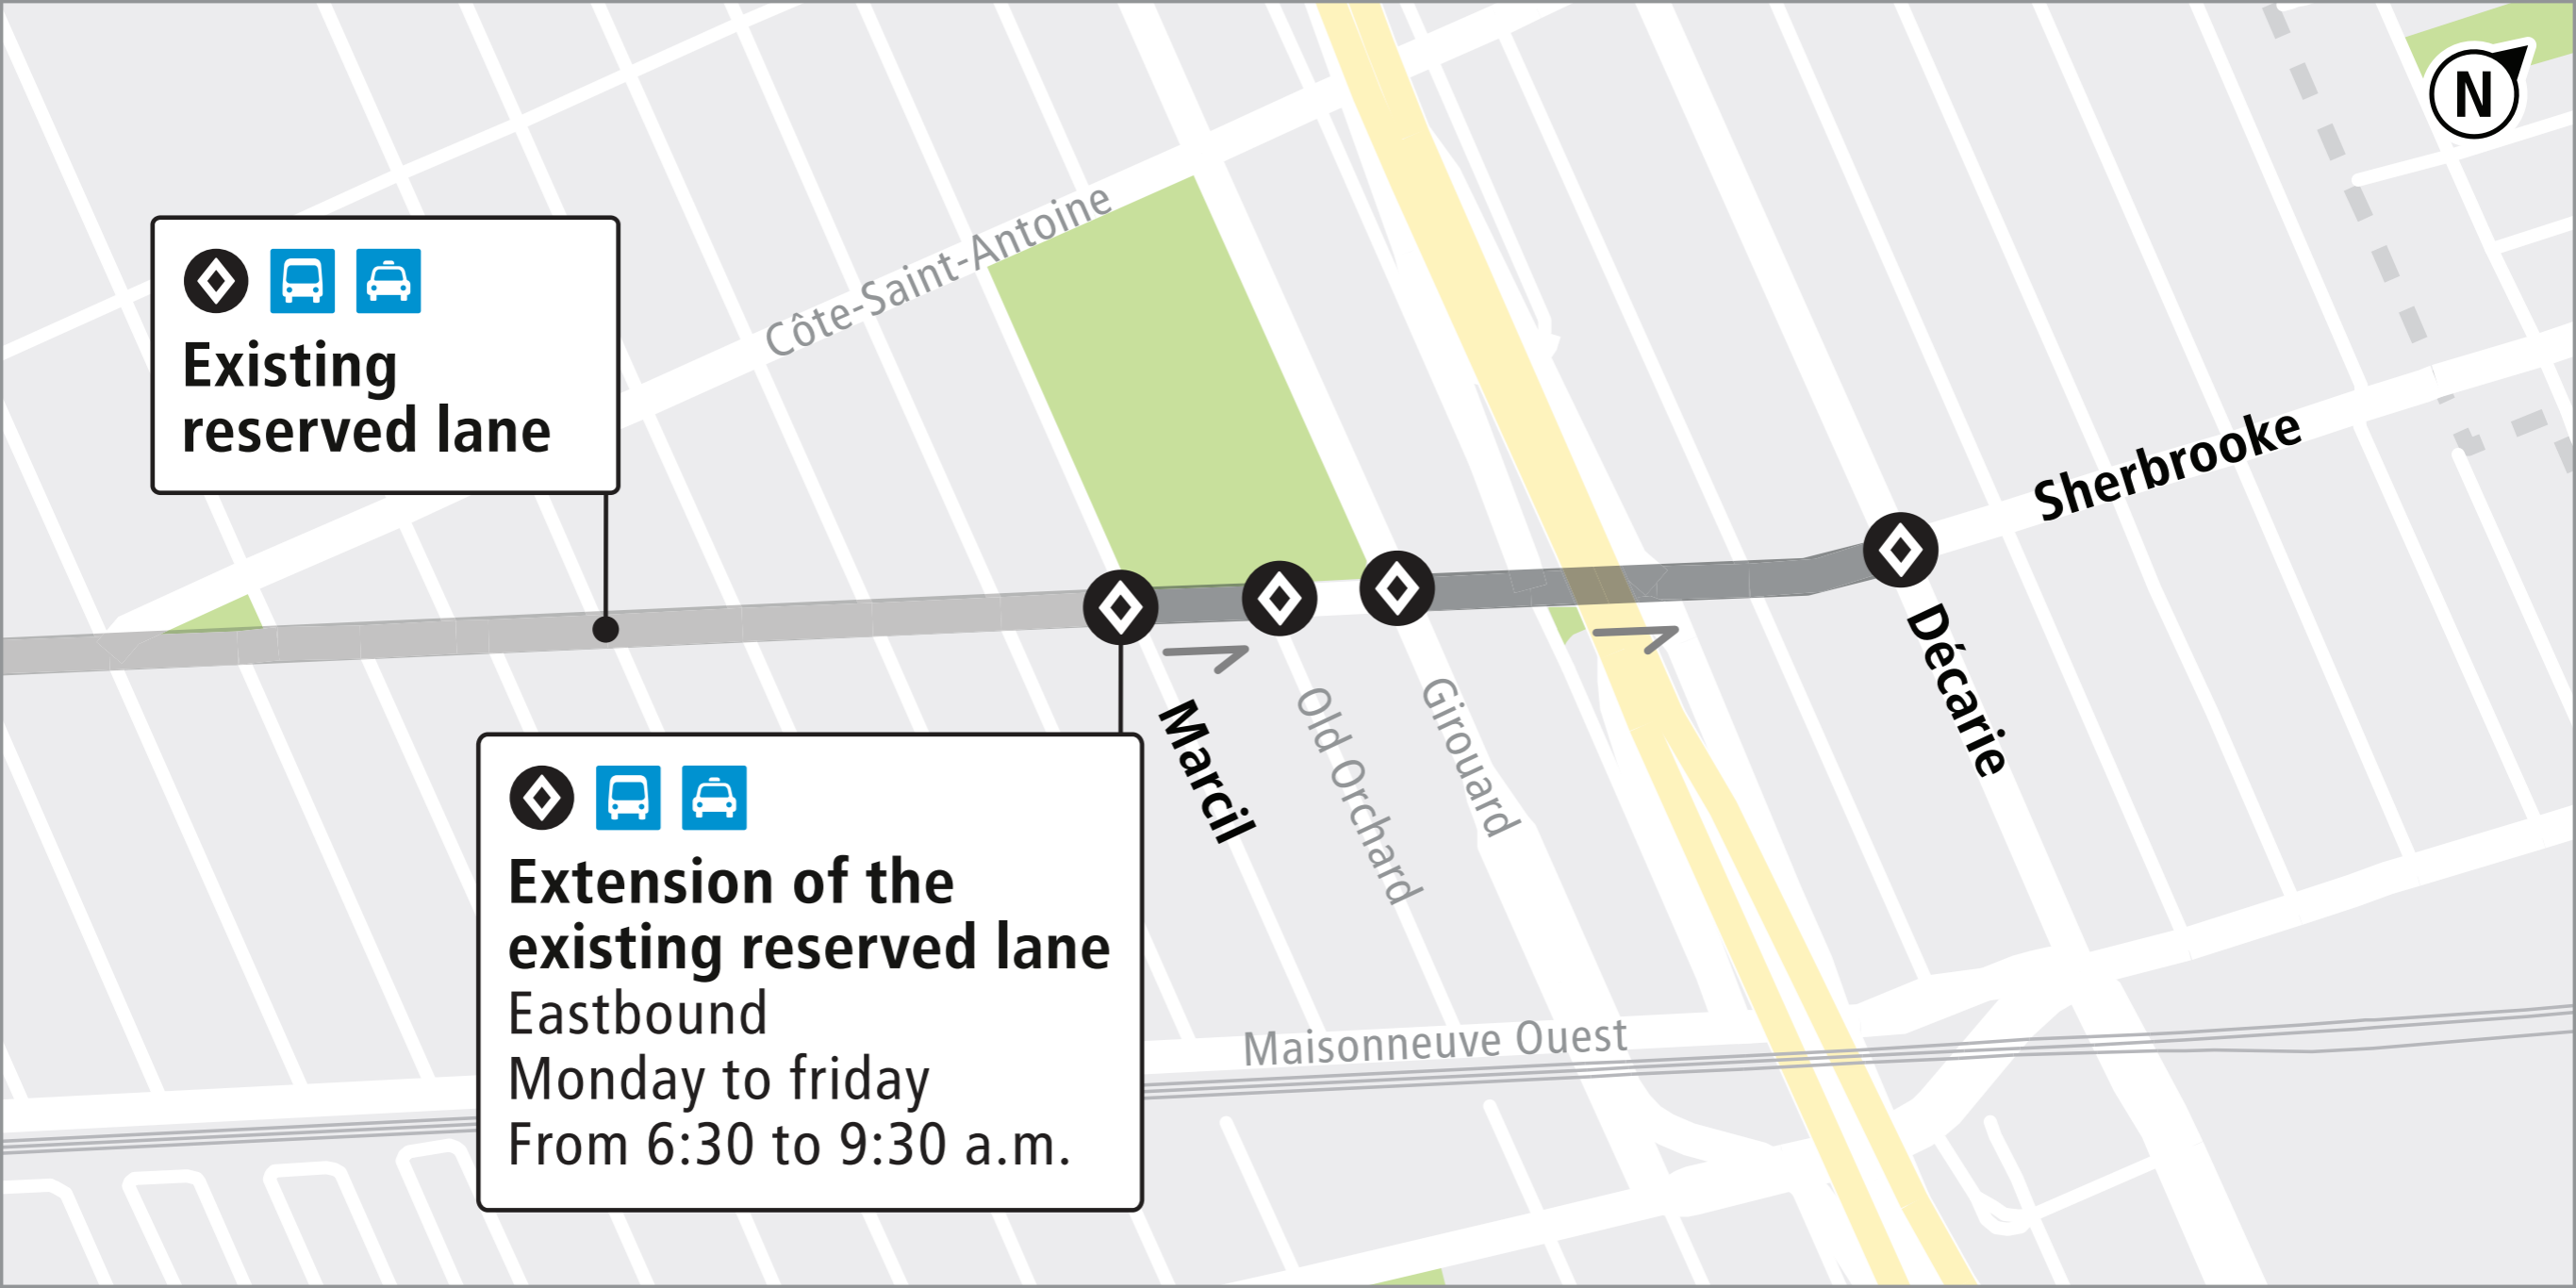 N
Côte-Saint-Antoine
Existing
reserved lane
Sherbrooke
Décarie
Marcil
Old Orchard
Girouard
Extension of the
existing reserved lane
Eastbound
Monday to friday
From 6:30 to 9:30 a.m.
Maisonneuve Ouest